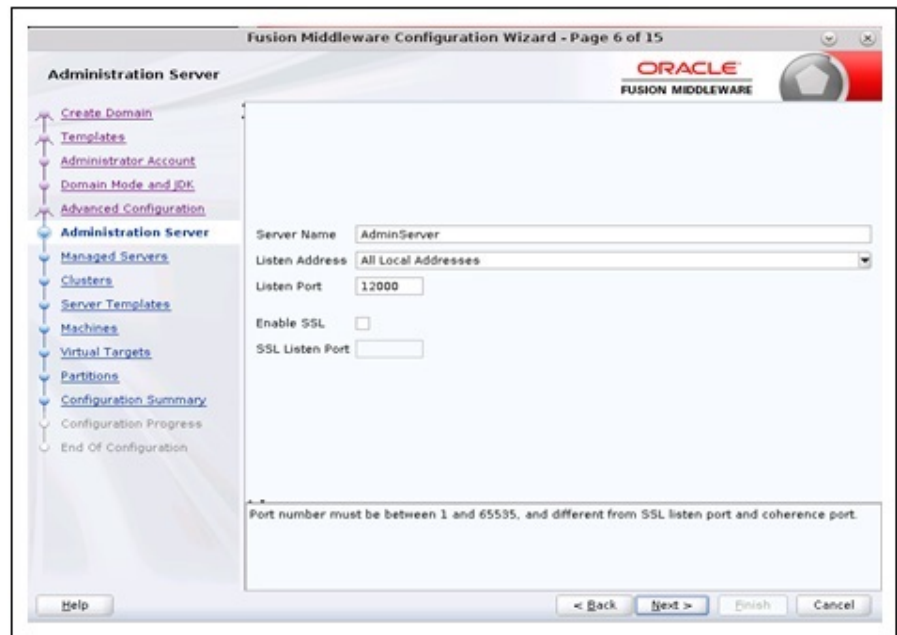 Fusion Middleware Configuration Wizard - Page 6 of 15
Administration Server
ORACLE
FUSION MIDDLEWARE
Create Domain
Templates
Administrator Account
Domain Mode and JDK
Advanced Configuration
Administration Server
Managed Servers
Clusters
Server Templates
Machines
Virtual Targets
Partitions
Configuration Summary
Configuration Progress
End Of Configuration
Server Name AdminServer
Listen Address All Local Addresses
Listen Port 12000
Enable SSL
SSL Listen Port
Port number must be between 1 and 65535, and different from SSL listen port and coherence port.
Help
< Back
Next >
Finish
Cancel